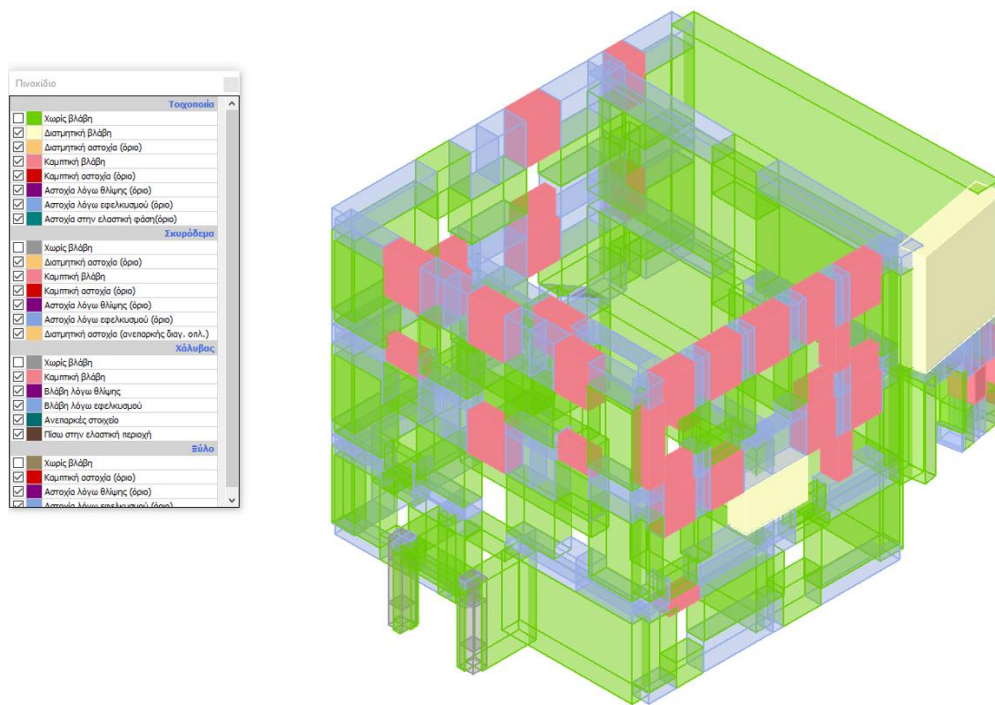 Πινακίδιο
Τοιχοποιία
Χωρίς βλάβη
Διατμητική βλάβη
Διατμητική αστοχία (όριο)
Καμπτική βλάβη
Καμπτική αστοχία (όριο)
Αστοχία λόγω θλίψης (όριο)
Αστοχία λόγω εφελκυσμού (όριο)
Αστοχία στην ελαστική φάση(όριο)
Σκυρόδεμα
Χωρίς βλάβη
Διατμητική αστοχία (όριο)
Καμπτική βλάβη
Καμπτική αστοχία (όριο)
Αστοχία λόγω θλίψης (όριο)
Αστοχία λόγω εφελκυσμού (όριο)
Διατμητική αστοχία (ανεπαρκής διαγ. οπλ.)
Χάλυβας
Χωρίς βλάβη
Καμπτική βλάβη
Βλάβη λόγω θλίψης
Βλάβη λόγω εφελκυσμού
Ανεπαρκές στοιχείο
Πίσω στην ελαστική περιοχή
Ξύλο
Χωρίς βλάβη
Καμπτική αστοχία (όριο)
Αστοχία λόγω θλίψης (όριο)
Αστοχία λόγω εφελκυσμού (όριο)